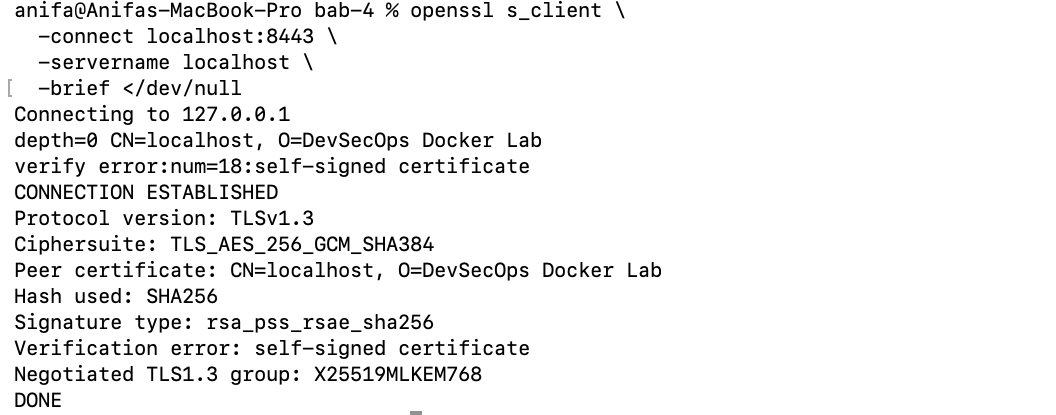 anifa@Anifas-MacBook-Pro bab-4 % openssl s_client \
  -connect localhost:8443 \
  -servername localhost \
[  -brief </dev/null
Connecting to 127.0.0.1
depth=0 CN=localhost, O=DevSecOps Docker Lab
verify error:num=18:self-signed certificate
CONNECTION ESTABLISHED
Protocol version: TLSv1.3
Ciphersuite: TLS_AES_256_GCM_SHA384
Peer certificate: CN=localhost, O=DevSecOps Docker Lab
Hash used: SHA256
Signature type: rsa_pss_rsae_sha256
Verification error: self-signed certificate
Negotiated TLS1.3 group: X25519MLKEM768
DONE